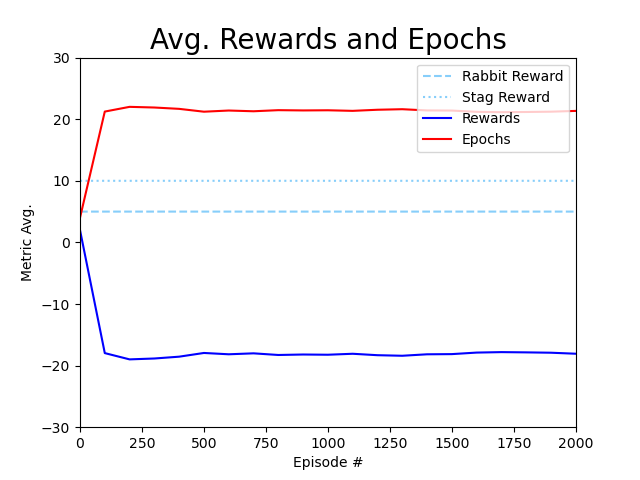 Avg. Rewards and Epochs
30
20
10
0
−10
−20
−30
Metric Avg.
Rabbit Reward
Stag Reward
Rewards
Epochs
0 250 500 750 1000 1250 1500 1750 2000
Episode #